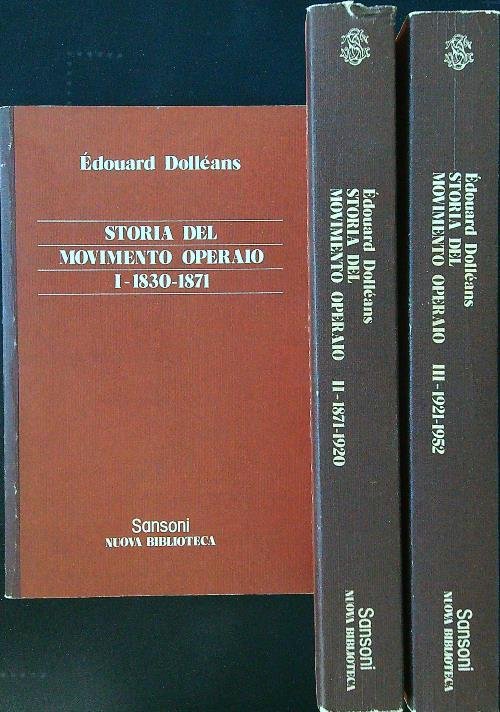 Édouard Dolléans
STORIA DEL
MOVIMENTO OPERAIO
I-1830-1871
Sansoni
NUOVA BIBLIOTECA
Édouard Dolléans
STORIA DEL
MOVIMENTO OPERAIO II-1871-1920
Sansoni
NUOVA BIBLIOTECA
Édouard Dolléans
STORIA DEL
MOVIMENTO OPERAIO III-1921-1952
Sansoni
NUOVA BIBLIOTECA